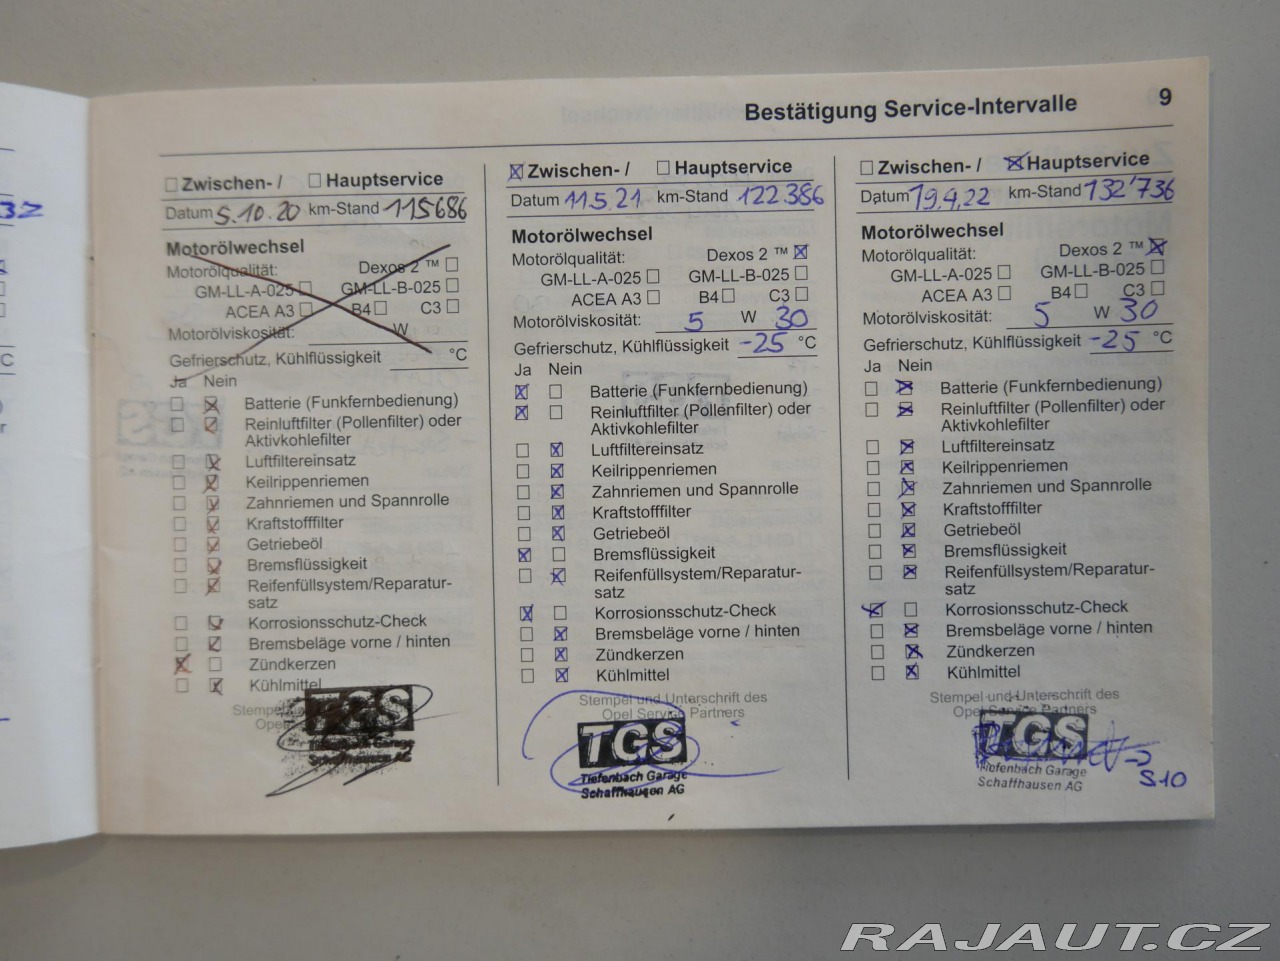 Bestätigung Service-Intervalle 9
32
☐ Zwischen- / ☐ Hauptservice
Datum 5.10.20 km-Stand 115686
Motorölwechsel
Motorölqualität: Dexos 2 ™ ☐
GM-LL-A-025 ☐ GM-LL-B-025 ☐
ACEA A3 ☐ B4 ☐ C3 ☐
Motorölviskosität: W
Gefrierschutz, Kühlflüssigkeit °C
Ja Nein
☐ ☒ Batterie (Funkfernbedienung)
☐ ☒ Reinluftfilter (Pollenfilter) oder
Aktivkohlefilter
☐ ☒ Luftfiltereinsatz
☐ ☒ Keilrippenriemen
☐ ☒ Zahnriemen und Spannrolle
☐ ☒ Kraftstofffilter
☐ ☒ Getriebeöl
☐ ☒ Bremsflüssigkeit
☐ ☒ Reifenfüllsystem/Reparatur-
satz
☐ ☒ Korrosionsschutz-Check
☐ ☒ Bremsbeläge vorne / hinten
☒ ☐ Zündkerzen
☐ ☒ Kühlmittel
TGS
Tiefenbach Garage
Schaffhausen AG
☒ Zwischen- / ☐ Hauptservice
Datum 11.5.21 km-Stand 122.386
Motorölwechsel
Motorölqualität: Dexos 2 ™ ☒
GM-LL-A-025 ☐ GM-LL-B-025 ☐
ACEA A3 ☐ B4 ☐ C3 ☐
Motorölviskosität: 5 W 30
Gefrierschutz, Kühlflüssigkeit -25 °C
Ja Nein
☒ ☐ Batterie (Funkfernbedienung)
☒ ☐ Reinluftfilter (Pollenfilter) oder
Aktivkohlefilter
☐ ☒ Luftfiltereinsatz
☐ ☒ Keilrippenriemen
☐ ☒ Zahnriemen und Spannrolle
☐ ☒ Kraftstofffilter
☐ ☒ Getriebeöl
☒ ☐ Bremsflüssigkeit
☐ ☒ Reifenfüllsystem/Reparatur-
satz
☒ ☐ Korrosionsschutz-Check
☐ ☒ Bremsbeläge vorne / hinten
☐ ☒ Zündkerzen
☐ ☒ Kühlmittel
Stempel und Unterschrift des
Opel Service Partners
TGS
Tiefenbach Garage
Schaffhausen AG
☐ Zwischen- / ☒ Hauptservice
Datum 19.4.22 km-Stand 132'736
Motorölwechsel
Motorölqualität: Dexos 2 ™ ☒
GM-LL-A-025 ☐ GM-LL-B-025 ☐
ACEA A3 ☐ B4 ☐ C3 ☐
Motorölviskosität: 5 W 30
Gefrierschutz, Kühlflüssigkeit -25 °C
Ja Nein
☐ ☒ Batterie (Funkfernbedienung)
☐ ☒ Reinluftfilter (Pollenfilter) oder
Aktivkohlefilter
☐ ☒ Luftfiltereinsatz
☐ ☒ Keilrippenriemen
☐ ☒ Zahnriemen und Spannrolle
☐ ☒ Kraftstofffilter
☐ ☒ Getriebeöl
☐ ☒ Bremsflüssigkeit
☐ ☒ Reifenfüllsystem/Reparatur-
satz
☒ ☐ Korrosionsschutz-Check
☐ ☒ Bremsbeläge vorne / hinten
☐ ☒ Zündkerzen
☐ ☒ Kühlmittel
Stempel und Unterschrift des
Opel Service Partners
TGS
Tiefenbach Garage
Schaffhausen AG
S10
RAJAUT.CZ